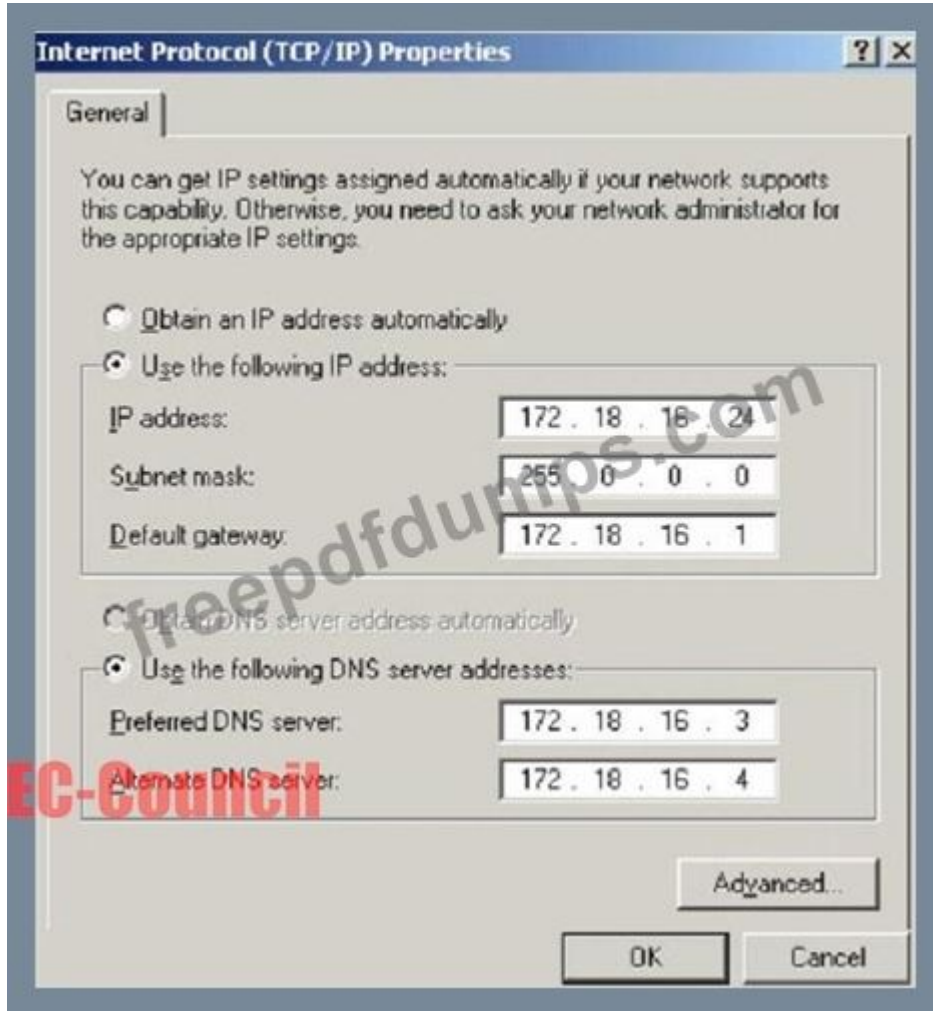 Internet Protocol (TCP/IP) Properties
General
You can get IP settings assigned automatically if your network supports
this capability. Otherwise, you need to ask your network administrator for
the appropriate IP settings.
Obtain an IP address automatically
Use the following IP address:
IP address: 172 . 18 . 16 . 24
Subnet mask: 255 . 0 . 0 . 0
Default gateway: 172 . 18 . 16 . 1
Obtain DNS server address automatically
Use the following DNS server addresses:
Preferred DNS server: 172 . 18 . 16 . 3
Alternate DNS server: 172 . 18 . 16 . 4
Advanced...
OK Cancel
freepdfdumps.com
EC-Council